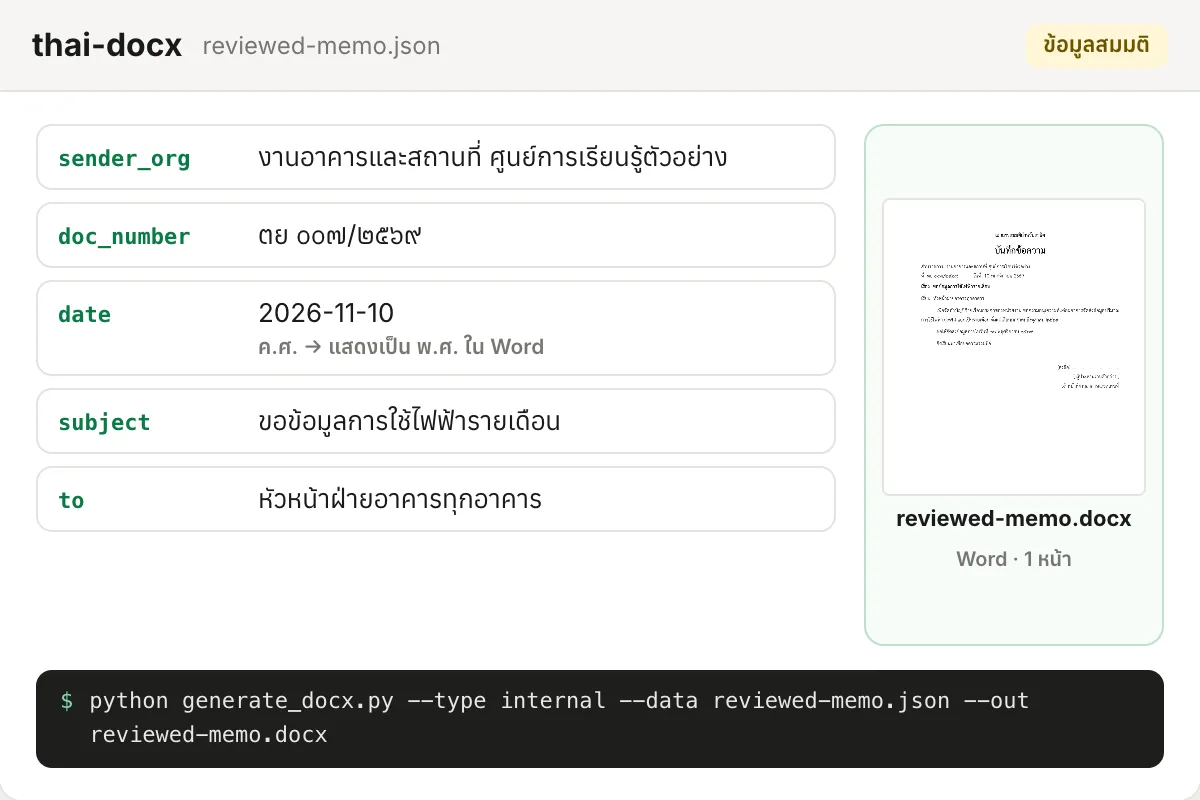 thai-docx reviewed-memo.json
ข้อมูลสมมติ
sender_org งานอาคารและสถานที่ ศูนย์การเรียนรู้ตัวอย่าง
doc_number ตย ๐๐๗/๒๕๖๙
date 2026-11-10
ค.ศ. → แสดงเป็น พ.ศ. ใน Word
subject ขอข้อมูลการใช้ไฟฟ้ารายเดือน
to หัวหน้าฝ่ายอาคารทุกอาคาร
บันทึกข้อความ
reviewed-memo.docx
Word · 1 หน้า
$ python generate_docx.py --type internal --data reviewed-memo.json --out
reviewed-memo.docx